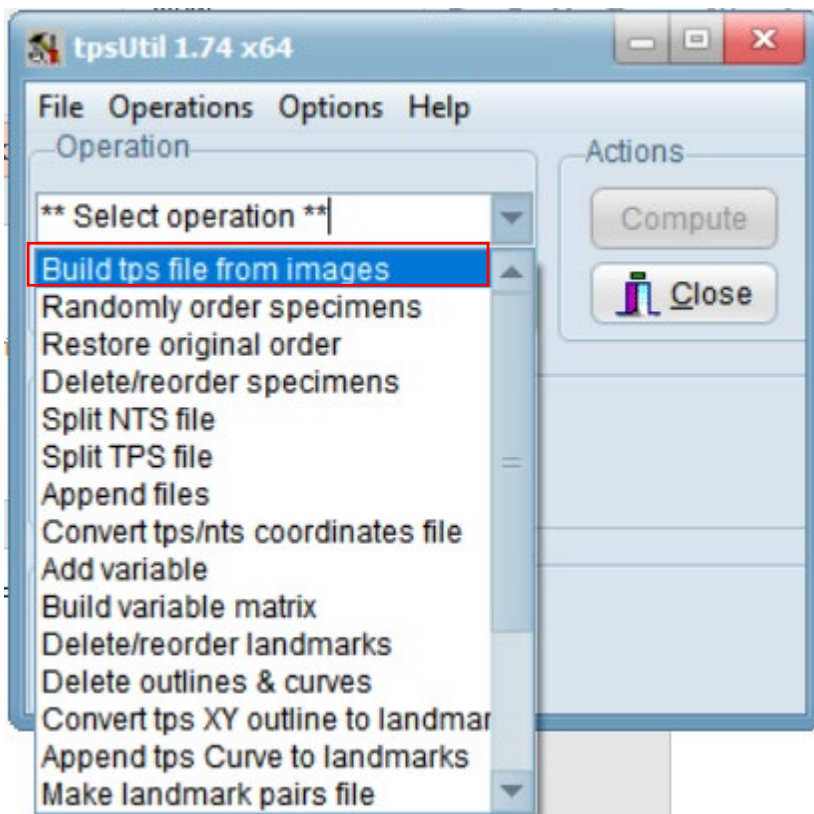 tpsUtil 1.74 x64
File Operations Options Help
Operation
Actions
** Select operation **
Compute
Close
Build tps file from images
Randomly order specimens
Restore original order
Delete/reorder specimens
Split NTS file
Split TPS file
Append files
Convert tps/nts coordinates file
Add variable
Build variable matrix
Delete/reorder landmarks
Delete outlines & curves
Convert tps XY outline to landmar
Append tps Curve to landmarks
Make landmark pairs file